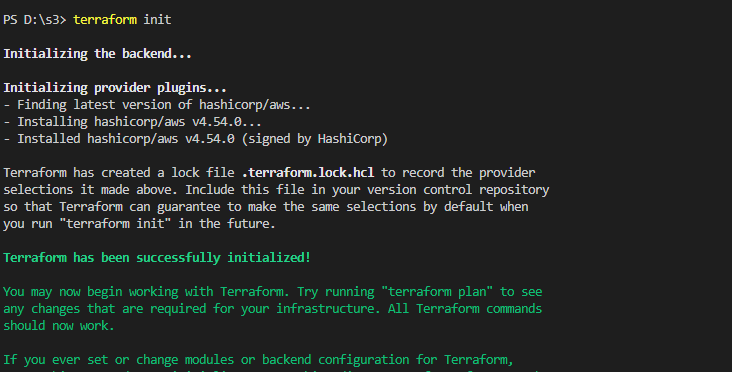 PS D:\s3> terraform init
Initializing the backend...
Initializing provider plugins...
- Finding latest version of hashicorp/aws...
- Installing hashicorp/aws v4.54.0...
- Installed hashicorp/aws v4.54.0 (signed by HashiCorp)
Terraform has created a lock file .terraform.lock.hcl to record the provider
selections it made above. Include this file in your version control repository
so that Terraform can guarantee to make the same selections by default when
you run "terraform init" in the future.
Terraform has been successfully initialized!
You may now begin working with Terraform. Try running "terraform plan" to see
any changes that are required for your infrastructure. All Terraform commands
should now work.
If you ever set or change modules or backend configuration for Terraform,